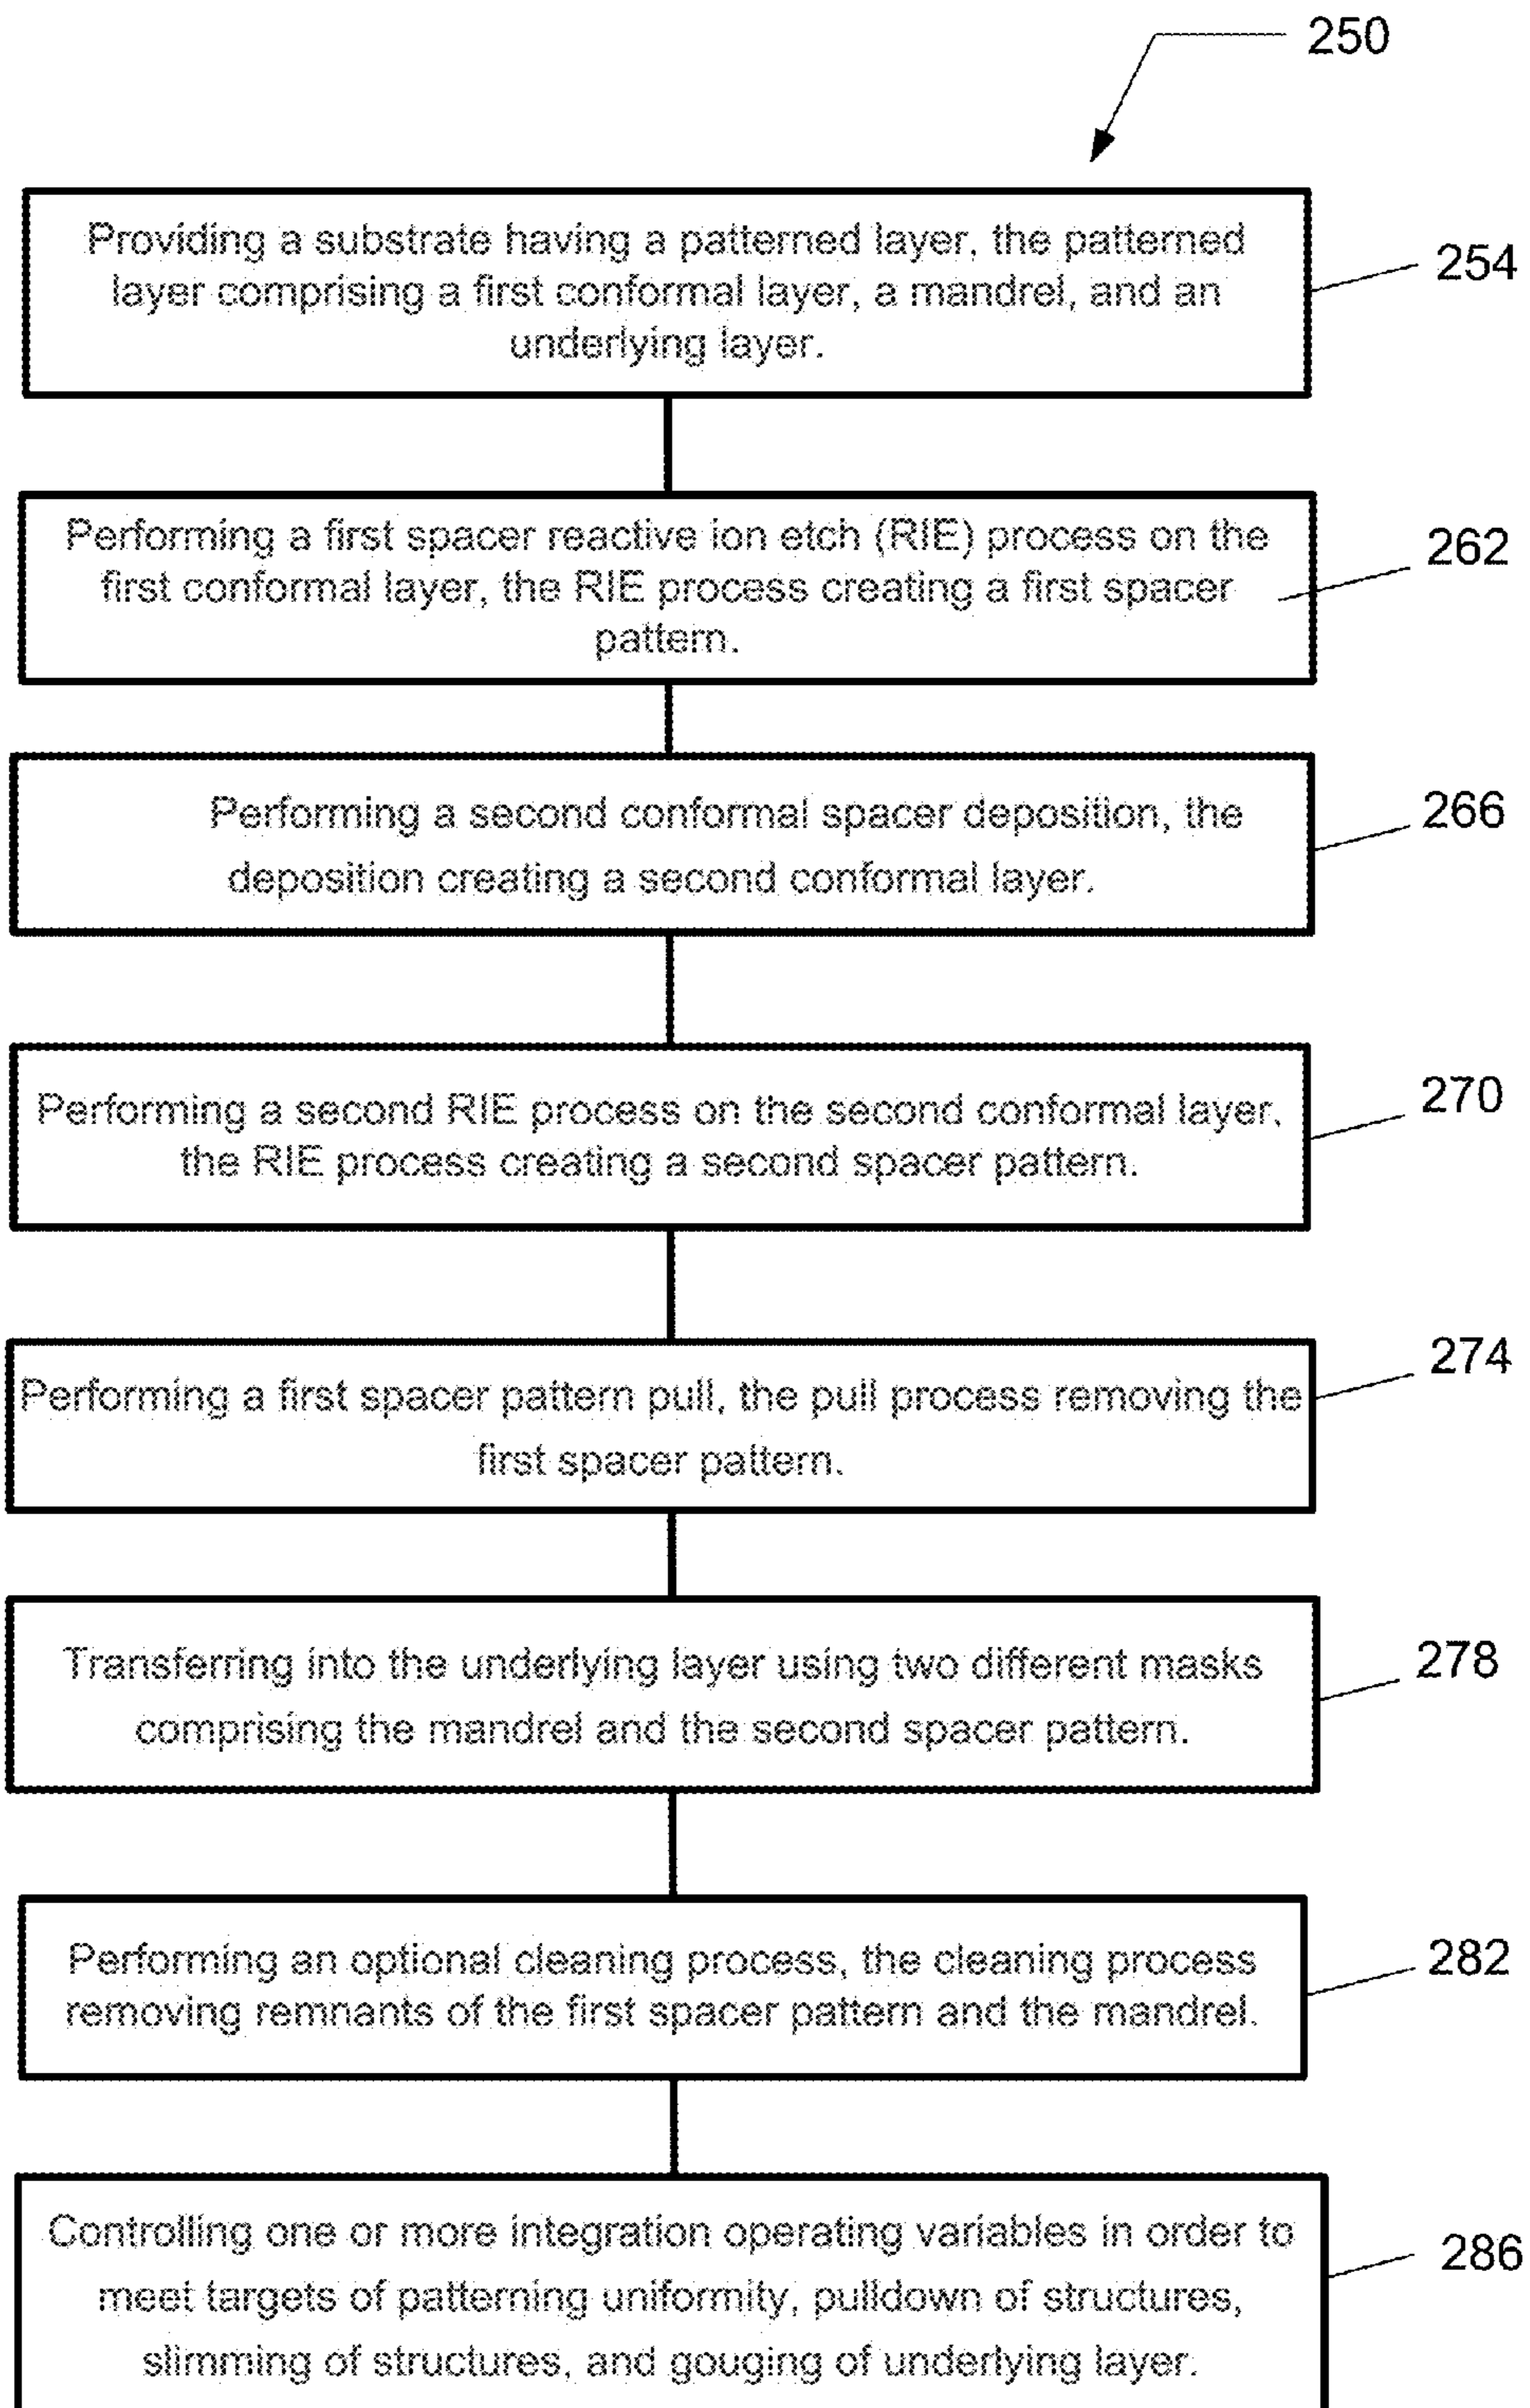 250
Providing a substrate having a patterned layer, the patterned
layer comprising a first conformal layer, a mandrel, and an
underlying layer.
254
Performing a first spacer reactive ion etch (RIE) process on the
first conformal layer, the RIE process creating a first spacer
pattern.
262
Performing a second conformal spacer deposition, the
deposition creating a second conformal layer.
266
Performing a second RIE process on the second conformal layer,
the RIE process creating a second spacer pattern.
270
Performing a first spacer pattern pull, the pull process removing the
first spacer pattern.
274
Transferring into the underlying layer using two different masks
comprising the mandrel and the second spacer pattern.
278
Performing an optional cleaning process, the cleaning process
removing remnants of the first spacer pattern and the mandrel.
282
Controlling one or more integration operating variables in order to
meet targets of patterning uniformity, pulldown of structures,
slimming of structures, and gouging of underlying layer.
286